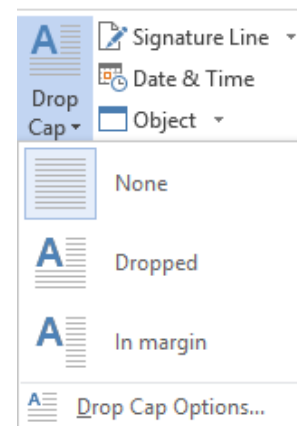 Drop
Cap
Signature Line
Date & Time
Object
None
Dropped
In margin
Drop Cap Options...